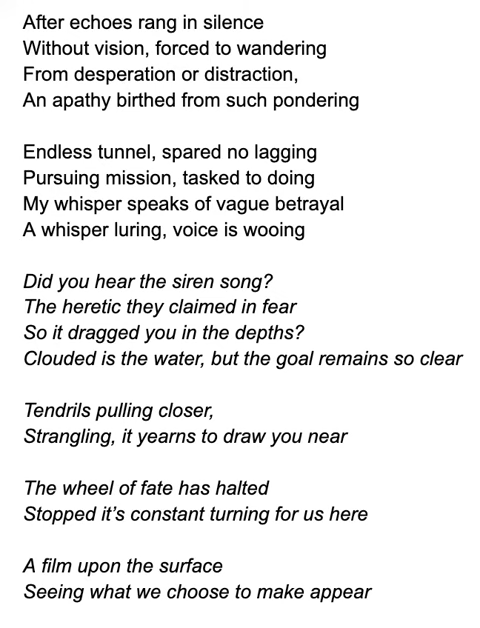 After echoes rang in silence
Without vision, forced to wandering
From desperation or distraction,
An apathy birthed from such pondering
Endless tunnel, spared no lagging
Pursuing mission, tasked to doing
My whisper speaks of vague betrayal
A whisper luring, voice is wooing
Did you hear the siren song?
The heretic they claimed in fear
So it dragged you in the depths?
Clouded is the water, but the goal remains so clear
Tendrils pulling closer,
Strangling, it yearns to draw you near
The wheel of fate has halted
Stopped it's constant turning for us here
A film upon the surface
Seeing what we choose to make appear